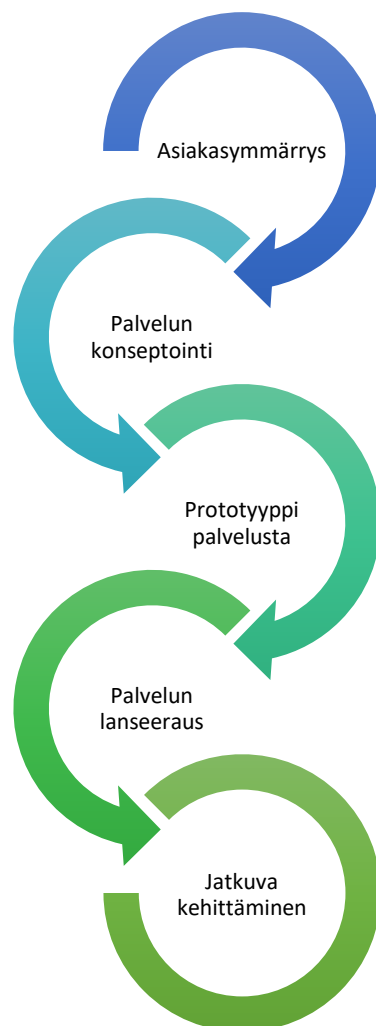 Asiakasymmärrys
Palvelun
konseptointi
Prototyyppi
palvelusta
Palvelun
lanseeraus
Jatkuva
kehittäminen